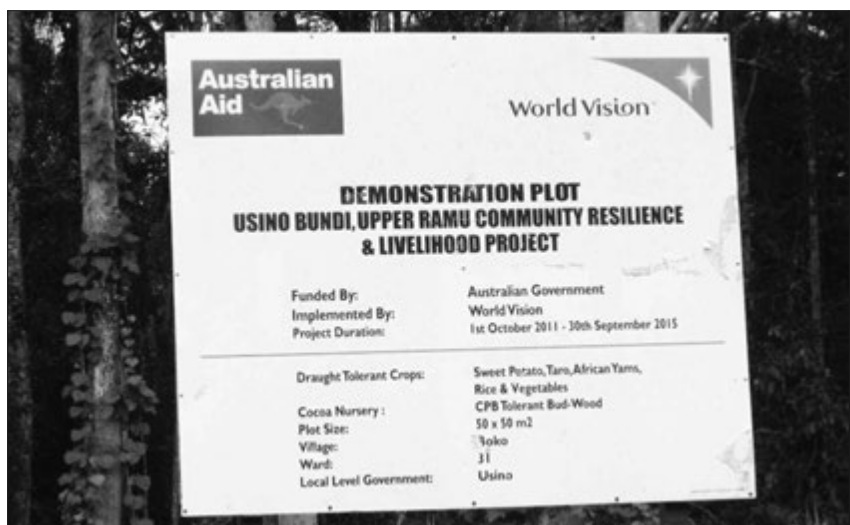 Australian
Aid
World Vision
DEMONSTRATION PLOT
USINO BUNDI, UPPER RAMU COMMUNITY RESILIENCE
& LIVELIHOOD PROJECT
Funded By: Australian Government
Implemented By: World Vision
Project Duration: 1st October 2011 - 30th September 2015
Draught Tolerant Crops: Sweet Potato, Taro, African Yams,
Rice & Vegetables
Cocoa Nursery : CPB Tolerant Bud-Wood
Plot Size: 50 x 50 m2
Village:
Ward: 31
Local Level Government: Usino